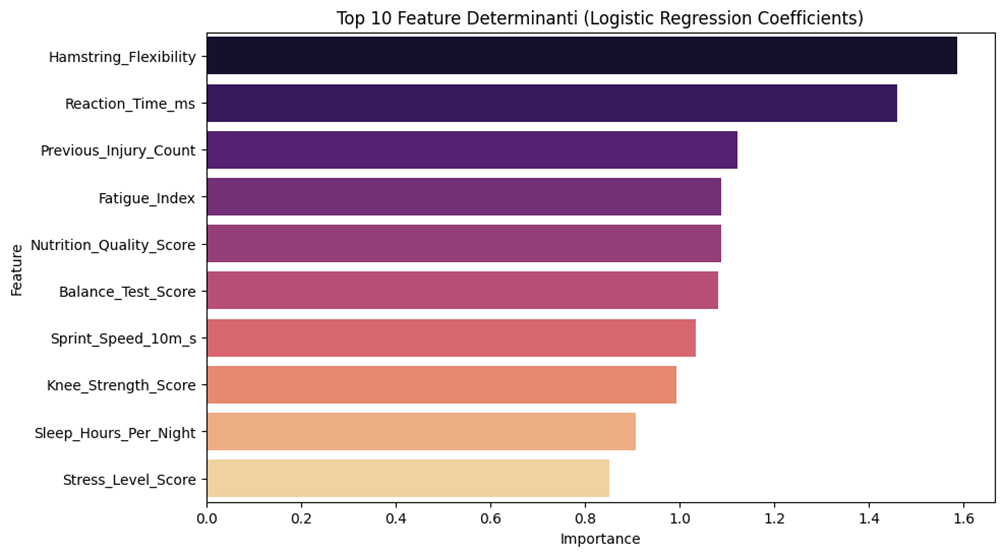 Top 10 Feature Determinanti (Logistic Regression Coefficients)
Feature
Hamstring_Flexibility
Reaction_Time_ms
Previous_Injury_Count
Fatigue_Index
Nutrition_Quality_Score
Balance_Test_Score
Sprint_Speed_10m_s
Knee_Strength_Score
Sleep_Hours_Per_Night
Stress_Level_Score
0.0 0.2 0.4 0.6 0.8 1.0 1.2 1.4 1.6
Importance